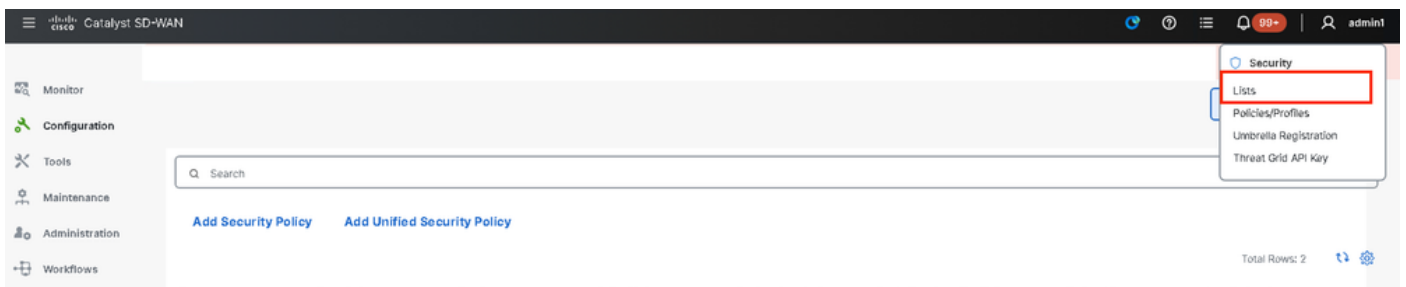 cisco Catalyst SD-WAN
99+
admin1
Security
Lists
Policies/Profiles
Umbrella Registration
Threat Grid API Key
Monitor
Configuration
Tools
Maintenance
Administration
Workflows
Search
Add Security Policy Add Unified Security Policy
Total Rows: 2